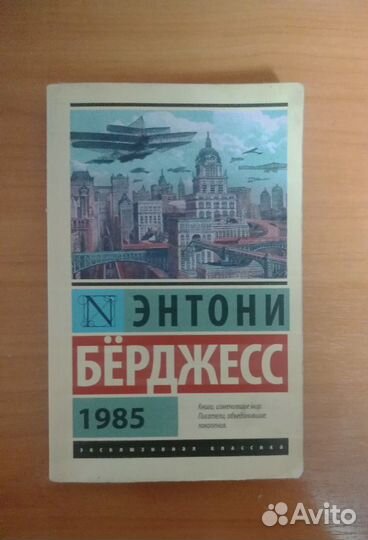 N ЭНТОНИ
БЁРДЖЕСС
1985
Книги, изменившие мир.
Писатели, объединившие
поколения.
ЭКСКЛЮЗИВНАЯ КЛАССИКА
Avito